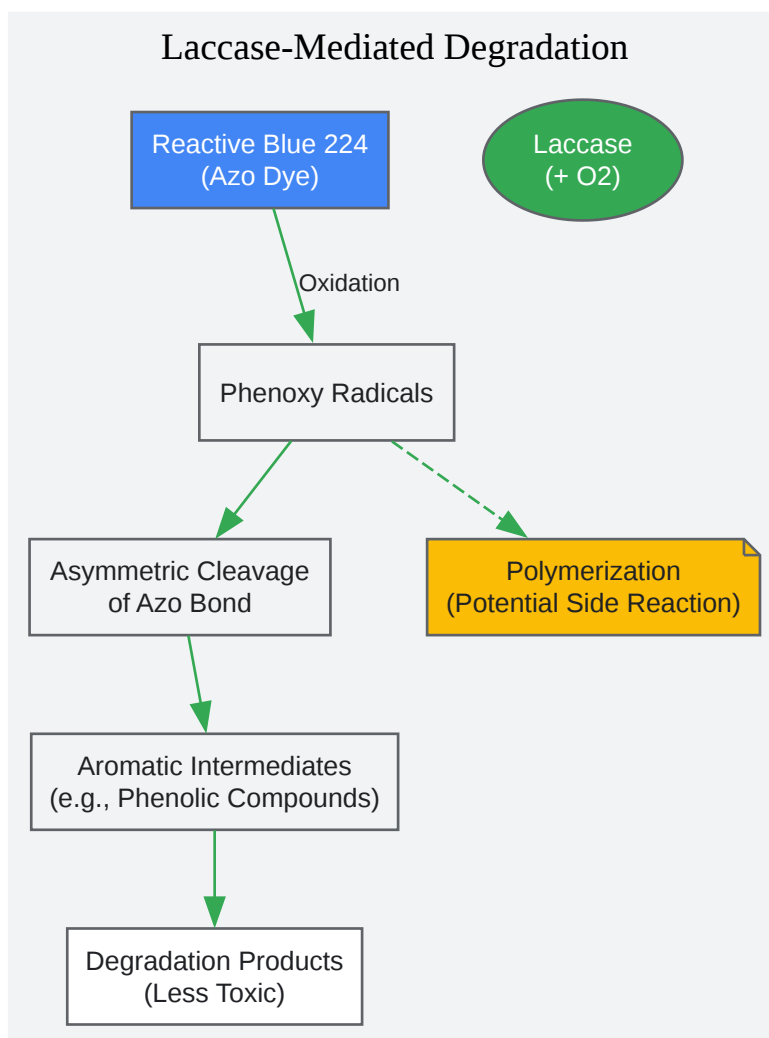 Laccase-Mediated Degradation
Reactive Blue 224
(Azo Dye)
Laccase
(+ O2)
Oxidation
Phenoxy Radicals
Asymmetric Cleavage
of Azo Bond
Polymerization
(Potential Side Reaction)
Aromatic Intermediates
(e.g., Phenolic Compounds)
Degradation Products
(Less Toxic)